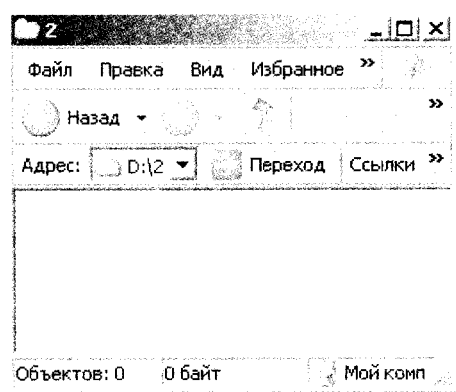 2
Файл Правка Вид Избранное »
Назад »
Адрес: D:\2 Переход Ссылки »
Объектов: 0 0 байт Мой комп